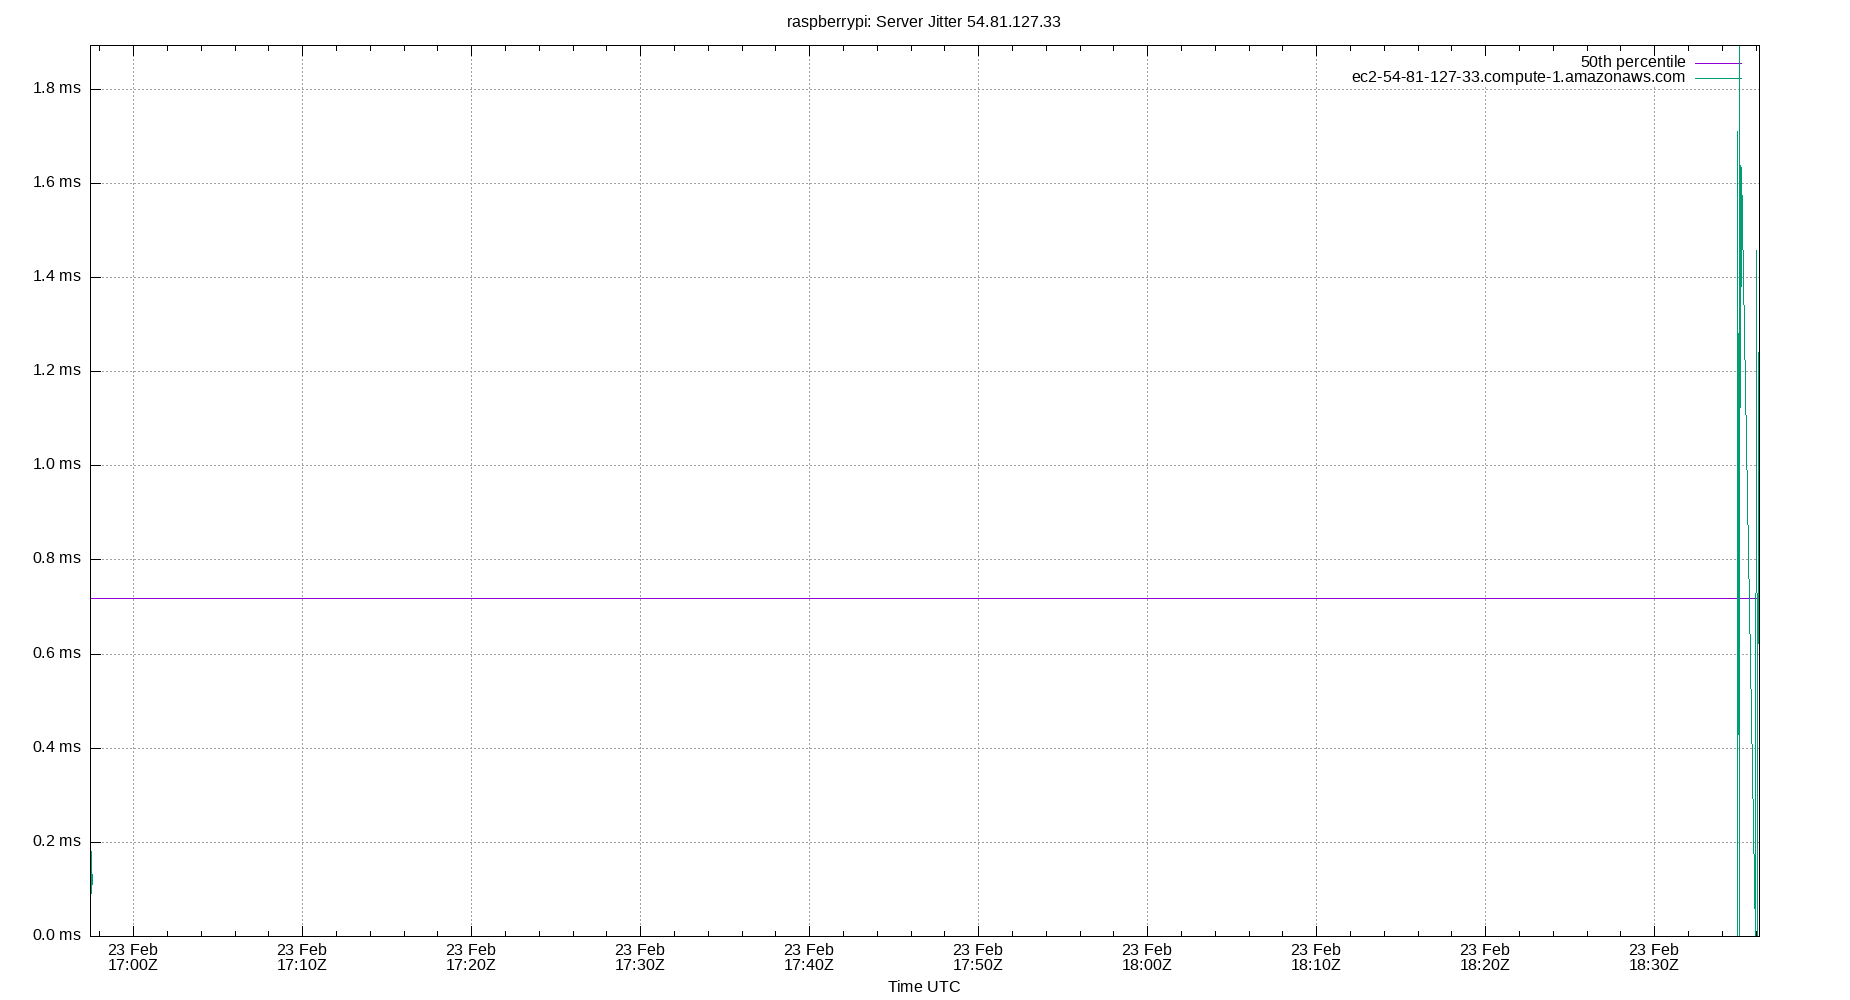 raspberrypi: Server Jitter 54.81.127.33
50th percentile
ec2-54-81-127-33.compute-1.amazonaws.com
1.8 ms
1.6 ms
1.4 ms
1.2 ms
1.0 ms
0.8 ms
0.6 ms
0.4 ms
0.2 ms
0.0 ms
23 Feb 23 Feb 23 Feb 23 Feb 23 Feb 23 Feb 23 Feb 23 Feb 23 Feb 23 Feb
17:00Z 17:10Z 17:20Z 17:30Z 17:40Z 17:50Z 18:00Z 18:10Z 18:20Z 18:30Z
Time UTC